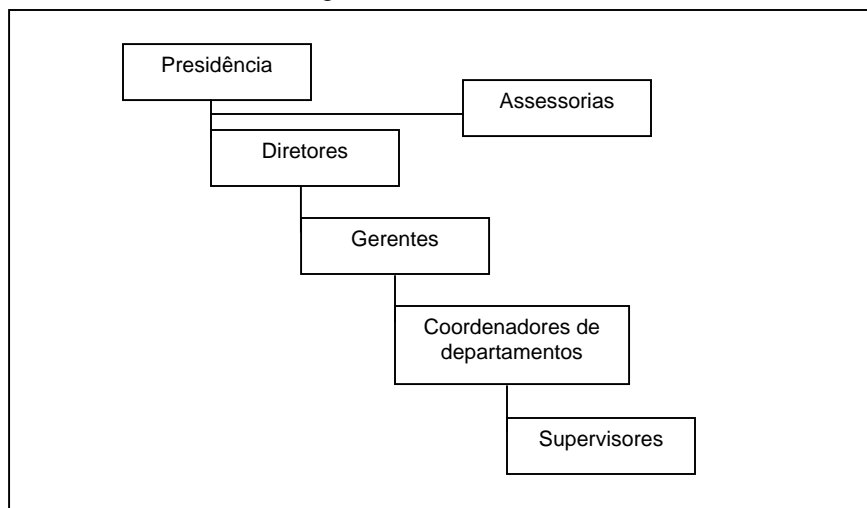 Presidência
Assessorias
Diretores
Gerentes
Coordenadores de
departamentos
Supervisores